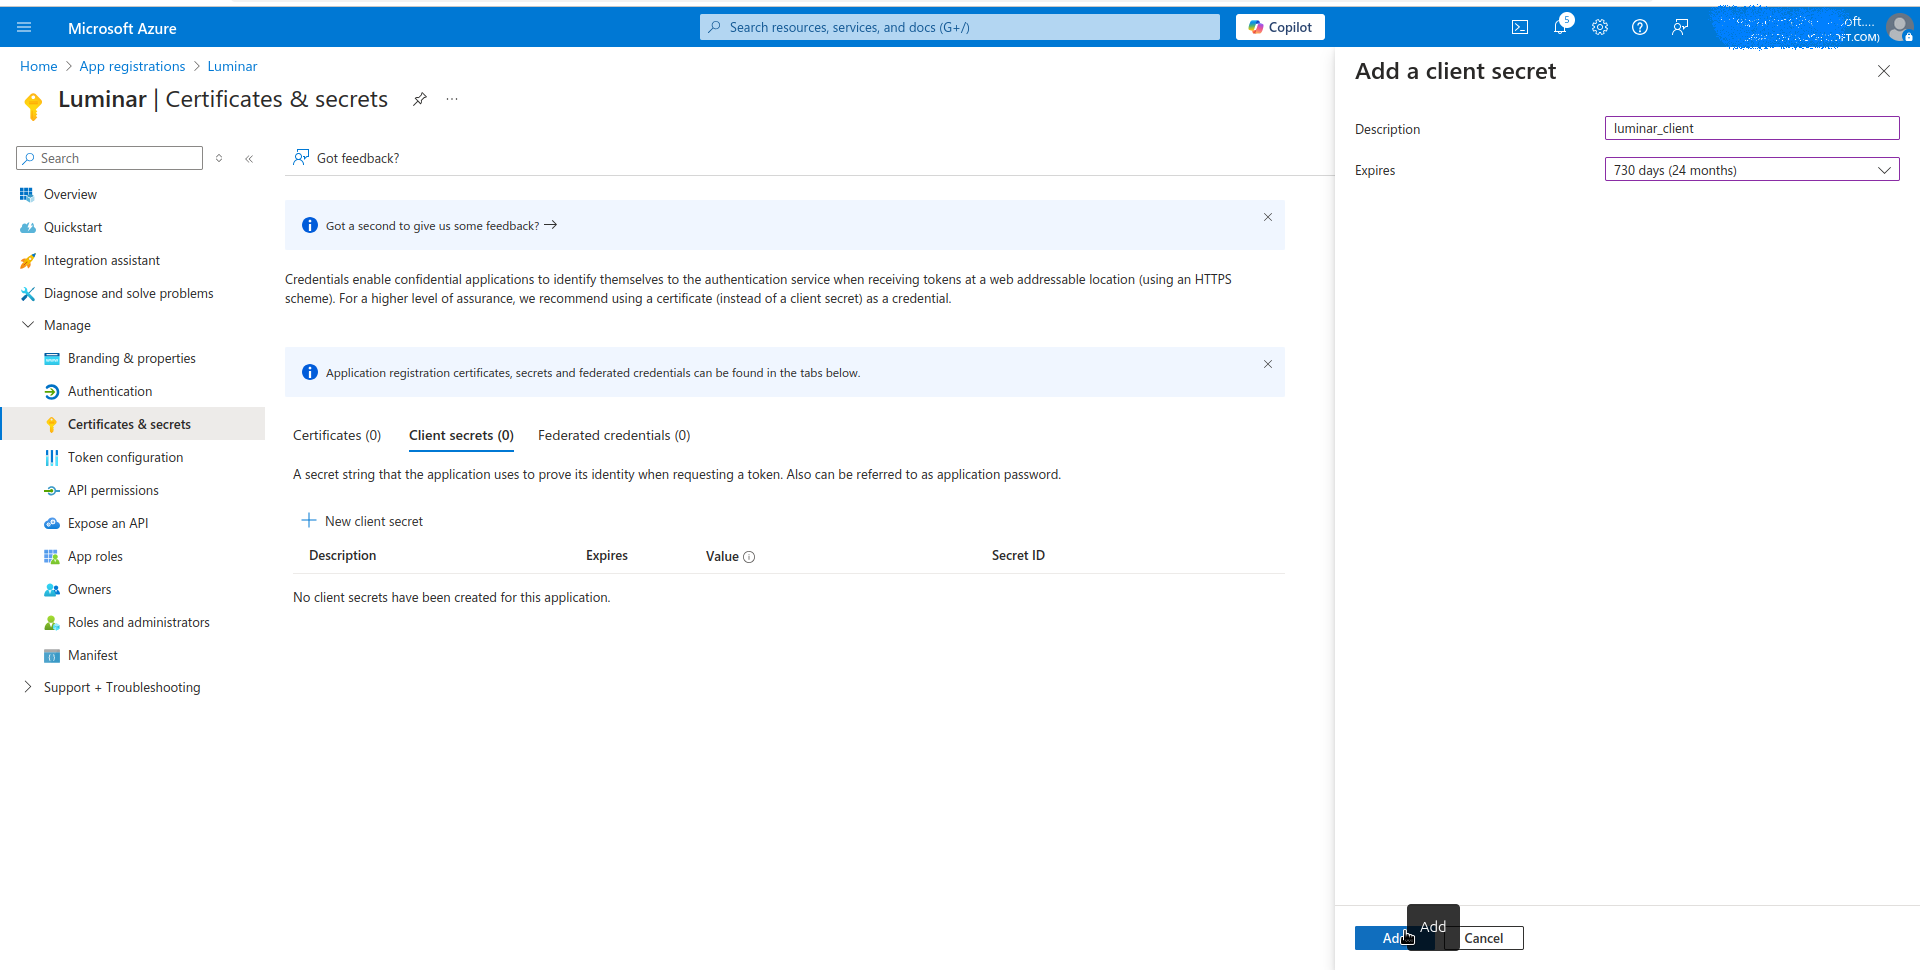 Microsoft Azure
Search resources, services, and docs (G+/)
Copilot
5
oft....
OFT.COM)
Home > App registrations > Luminar
Luminar | Certificates & secrets
...
Search
Overview
Quickstart
Integration assistant
Diagnose and solve problems
Manage
Branding & properties
Authentication
Certificates & secrets
Token configuration
API permissions
Expose an API
App roles
Owners
Roles and administrators
Manifest
Support + Troubleshooting
Got feedback?
Got a second to give us some feedback? →
Credentials enable confidential applications to identify themselves to the authentication service when receiving tokens at a web addressable location (using an HTTPS
scheme). For a higher level of assurance, we recommend using a certificate (instead of a client secret) as a credential.
Application registration certificates, secrets and federated credentials can be found in the tabs below.
Certificates (0) Client secrets (0) Federated credentials (0)
A secret string that the application uses to prove its identity when requesting a token. Also can be referred to as application password.
New client secret
Description Expires Value Secret ID
No client secrets have been created for this application.
Add a client secret
Description luminar_client
Expires 730 days (24 months)
Add
Add Cancel